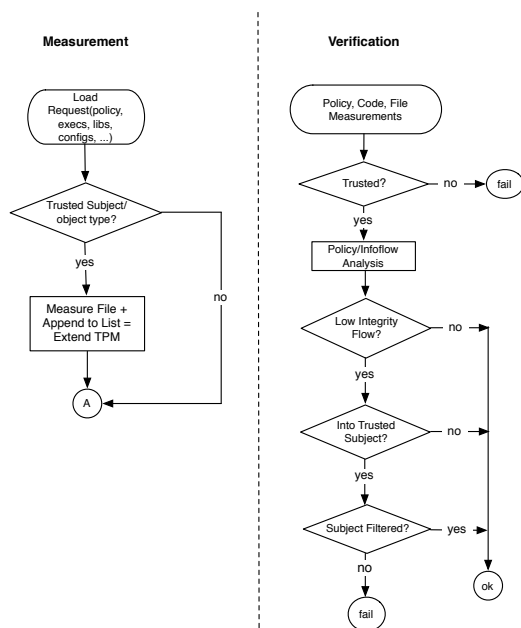 Measurement
Load
Request(policy,
execs, libs,
configs, ...)
Trusted Subject/
object type?
yes
no
Measure File +
Append to List =
Extend TPM
A
Verification
Policy, Code, File
Measurements
Trusted?
no
fail
yes
Policy/Infoflow
Analysis
Low Integrity
Flow?
no
yes
Into Trusted
Subject?
no
yes
Subject Filtered?
yes
no
ok
fail